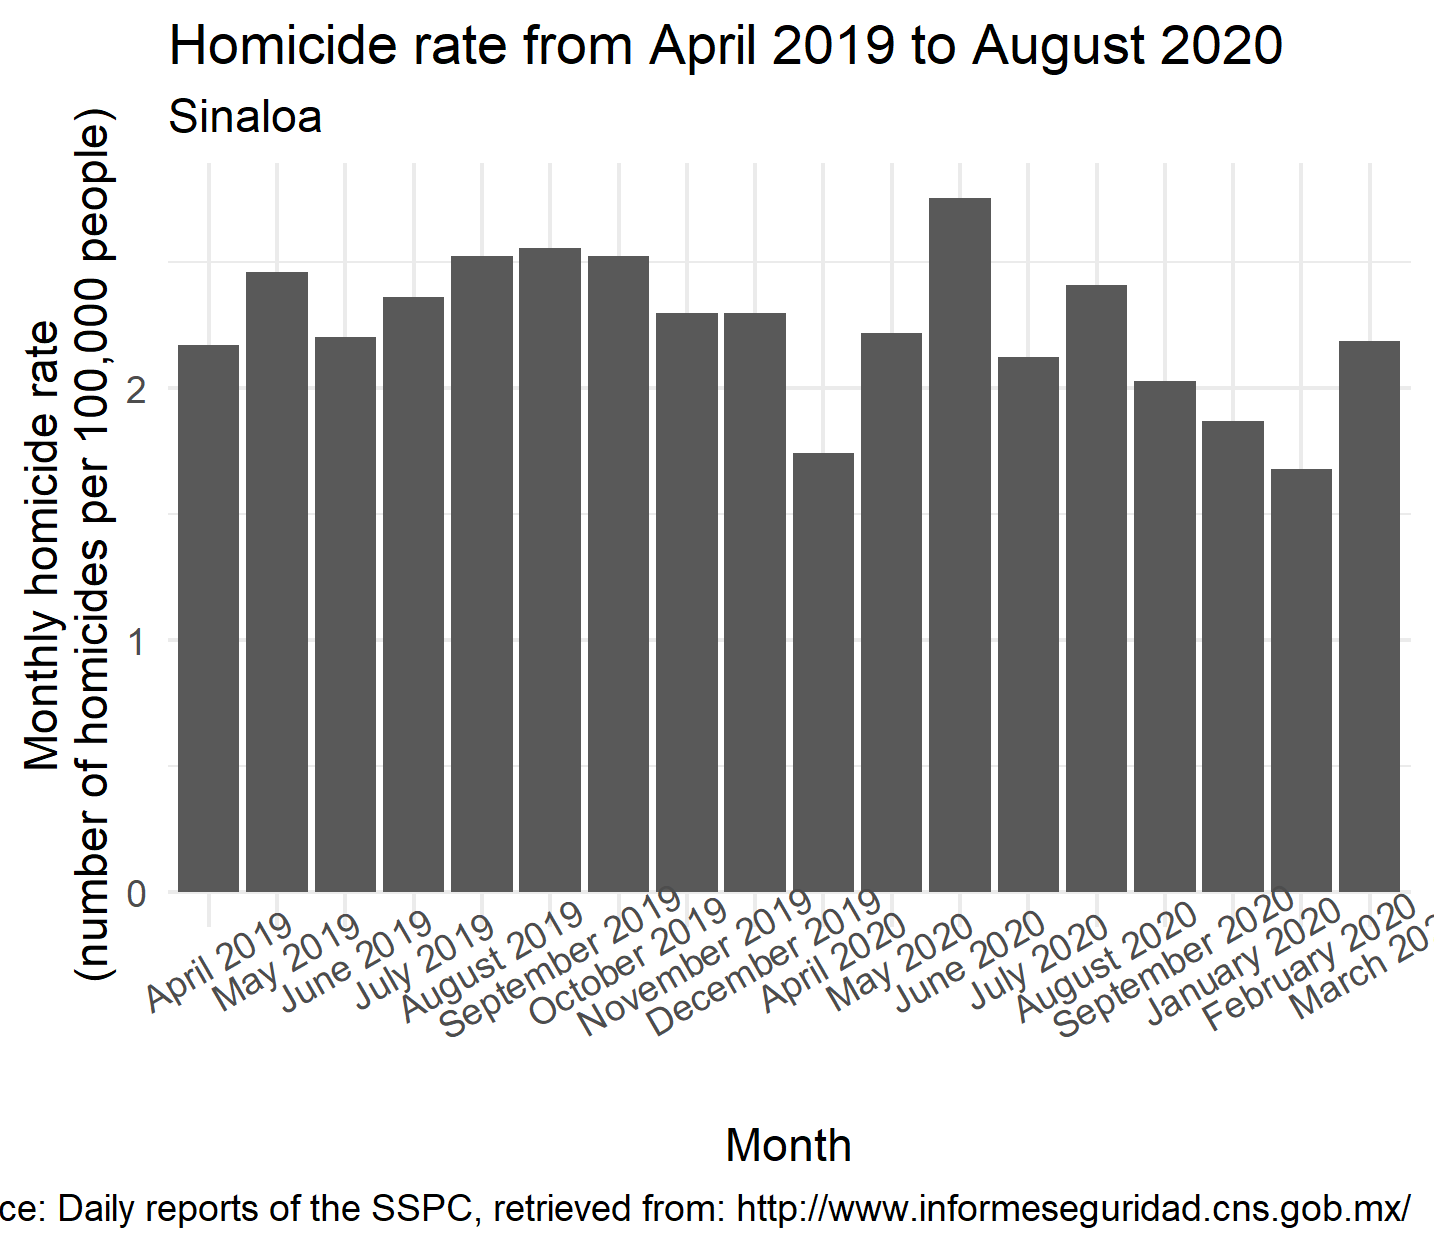 Homicide rate from April 2019 to August 2020
Sinaloa
Monthly homicide rate
(number of homicides per 100,000 people)
2
1
0
April 2019
May 2019
June 2019
July 2019
August 2019
September 2019
October 2019
November 2019
December 2019
April 2020
May 2020
June 2020
July 2020
August 2020
September 2020
January 2020
February 2020
March 202
Month
ce: Daily reports of the SSPC, retrieved from: http://www.informeseguridad.cns.gob.mx/